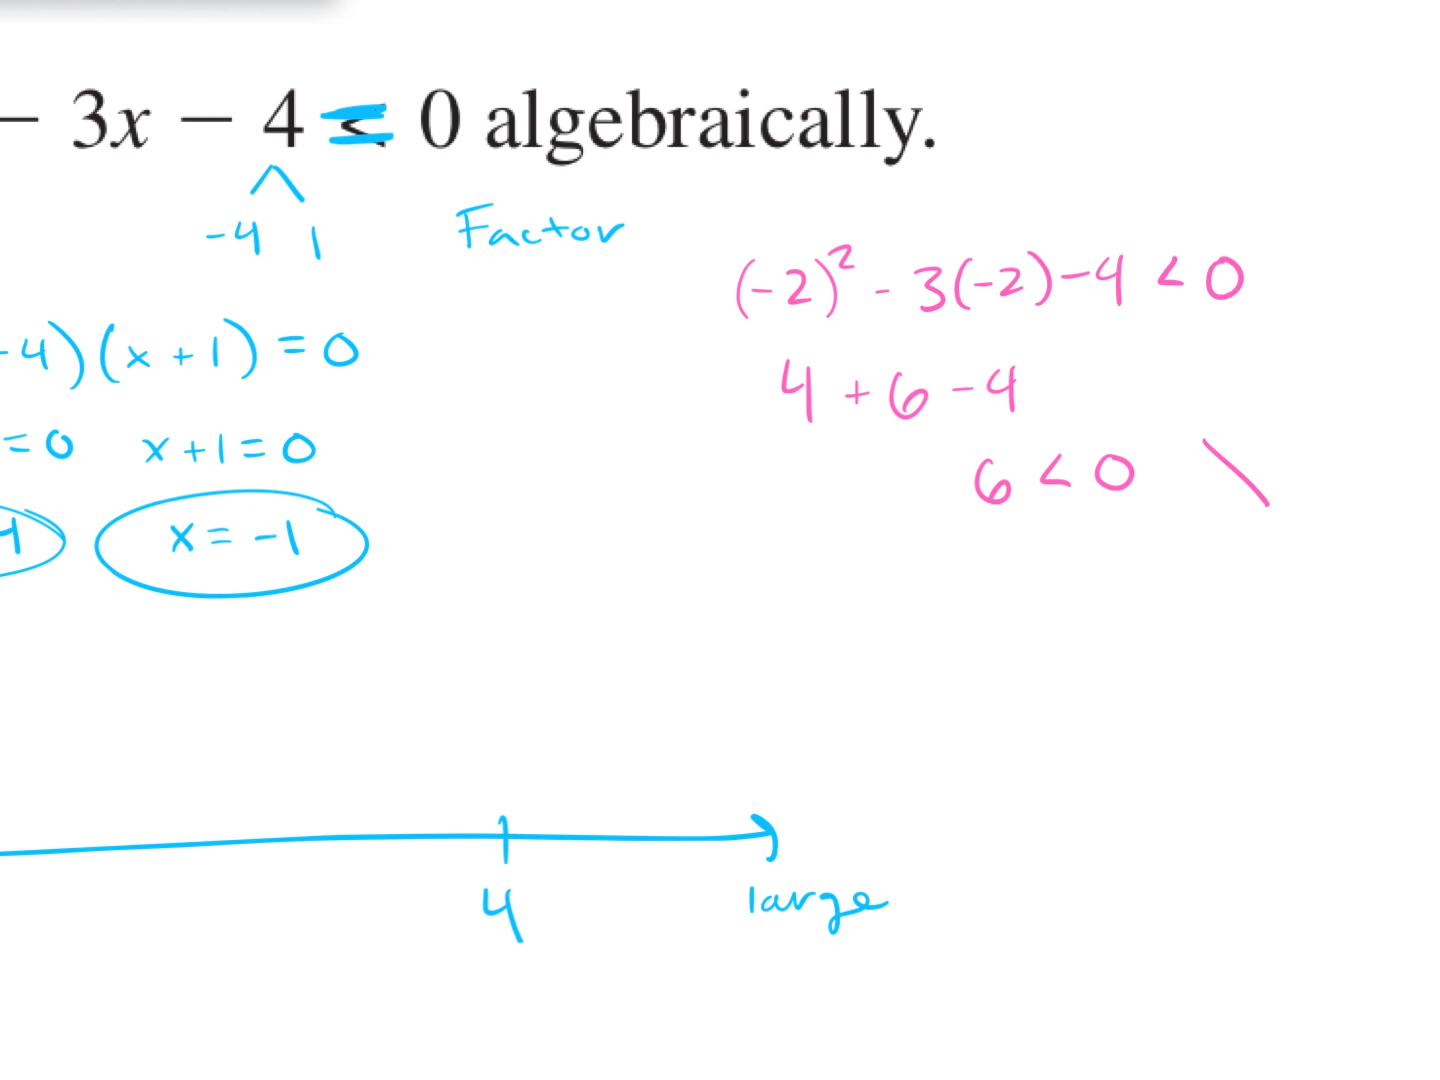 − 3x − 4 = 0 algebraically.
-4 1
Factor
(-2)² - 3(-2) - 4 < 0
-4)(x + 1) = 0
4 + 6 - 4
= 0 x + 1 = 0
6 < 0 \
4 x = -1
4
large